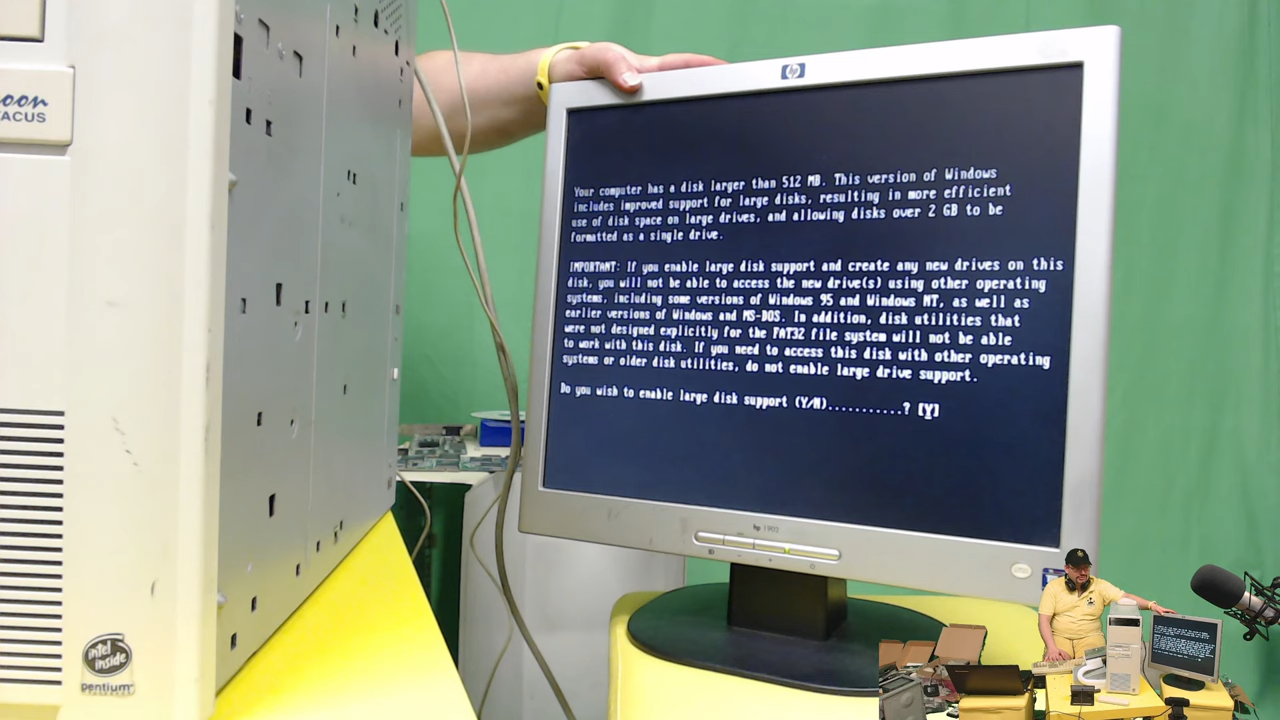 oon
TACUS
intel
inside
pentium
hp
Your computer has a disk larger than 512 MB. This version of Windows
includes improved support for large disks, resulting in more efficient
use of disk space on large drives, and allowing disks over 2 GB to be
formatted as a single drive.
IMPORTANT: If you enable large disk support and create any new drives on this
disk, you will not be able to access the new drive(s) using other operating
systems, including some versions of Windows 95 and Windows NT, as well as
earlier versions of Windows and MS-DOS. In addition, disk utilities that
were not designed explicitly for the FAT32 file system will not be able
to work with this disk. If you need to access this disk with other operating
systems or older disk utilities, do not enable large drive support.
Do you wish to enable large disk support (Y/N)...........? [Y]
hp L1902